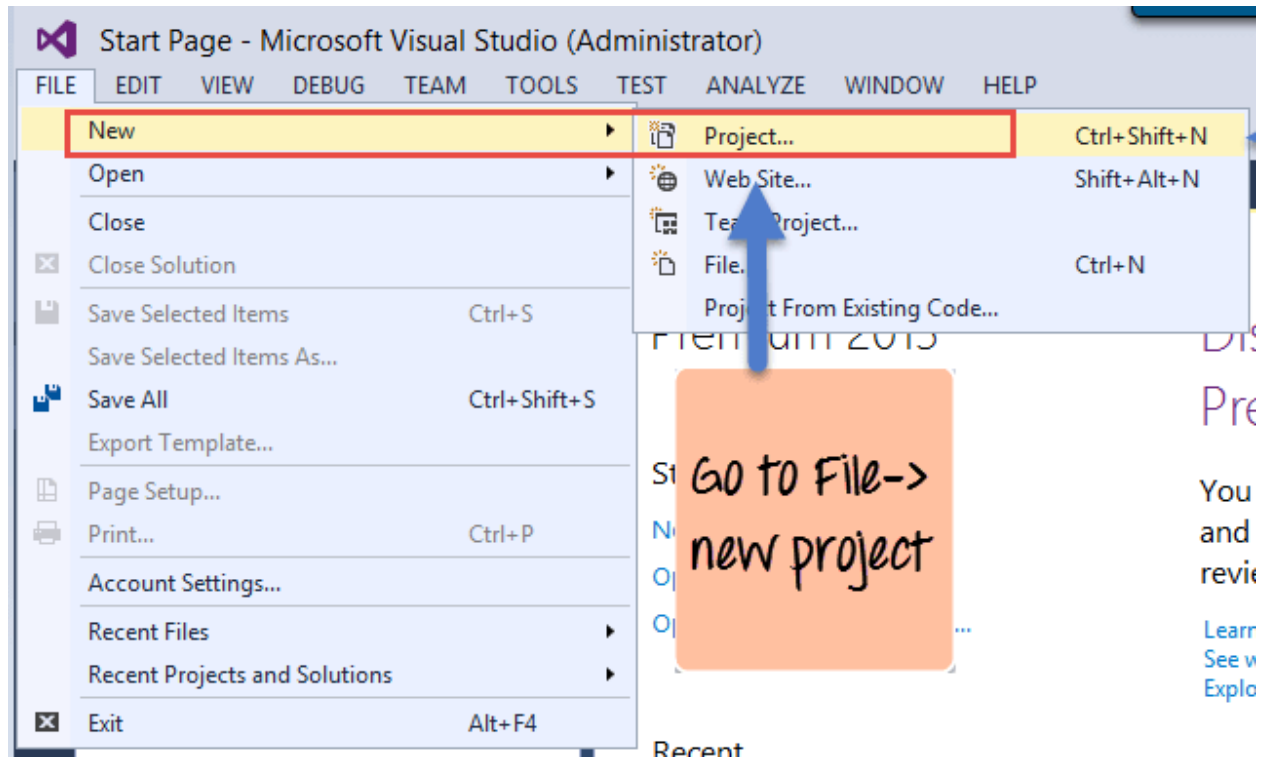 Start Page - Microsoft Visual Studio (Administrator)
FILE EDIT VIEW DEBUG TEAM TOOLS TEST ANALYZE WINDOW HELP
New
Open
Close
Close Solution
Save Selected Items Ctrl+S
Save Selected Items As...
Save All Ctrl+Shift+S
Export Template...
Page Setup...
Print... Ctrl+P
Account Settings...
Recent Files
Recent Projects and Solutions
Exit Alt+F4
Project... Ctrl+Shift+N
Web Site... Shift+Alt+N
Team Project...
File... Ctrl+N
Project From Existing Code...
Premium 2013
Go to File->
new project
Recent
You
and
Learn
See